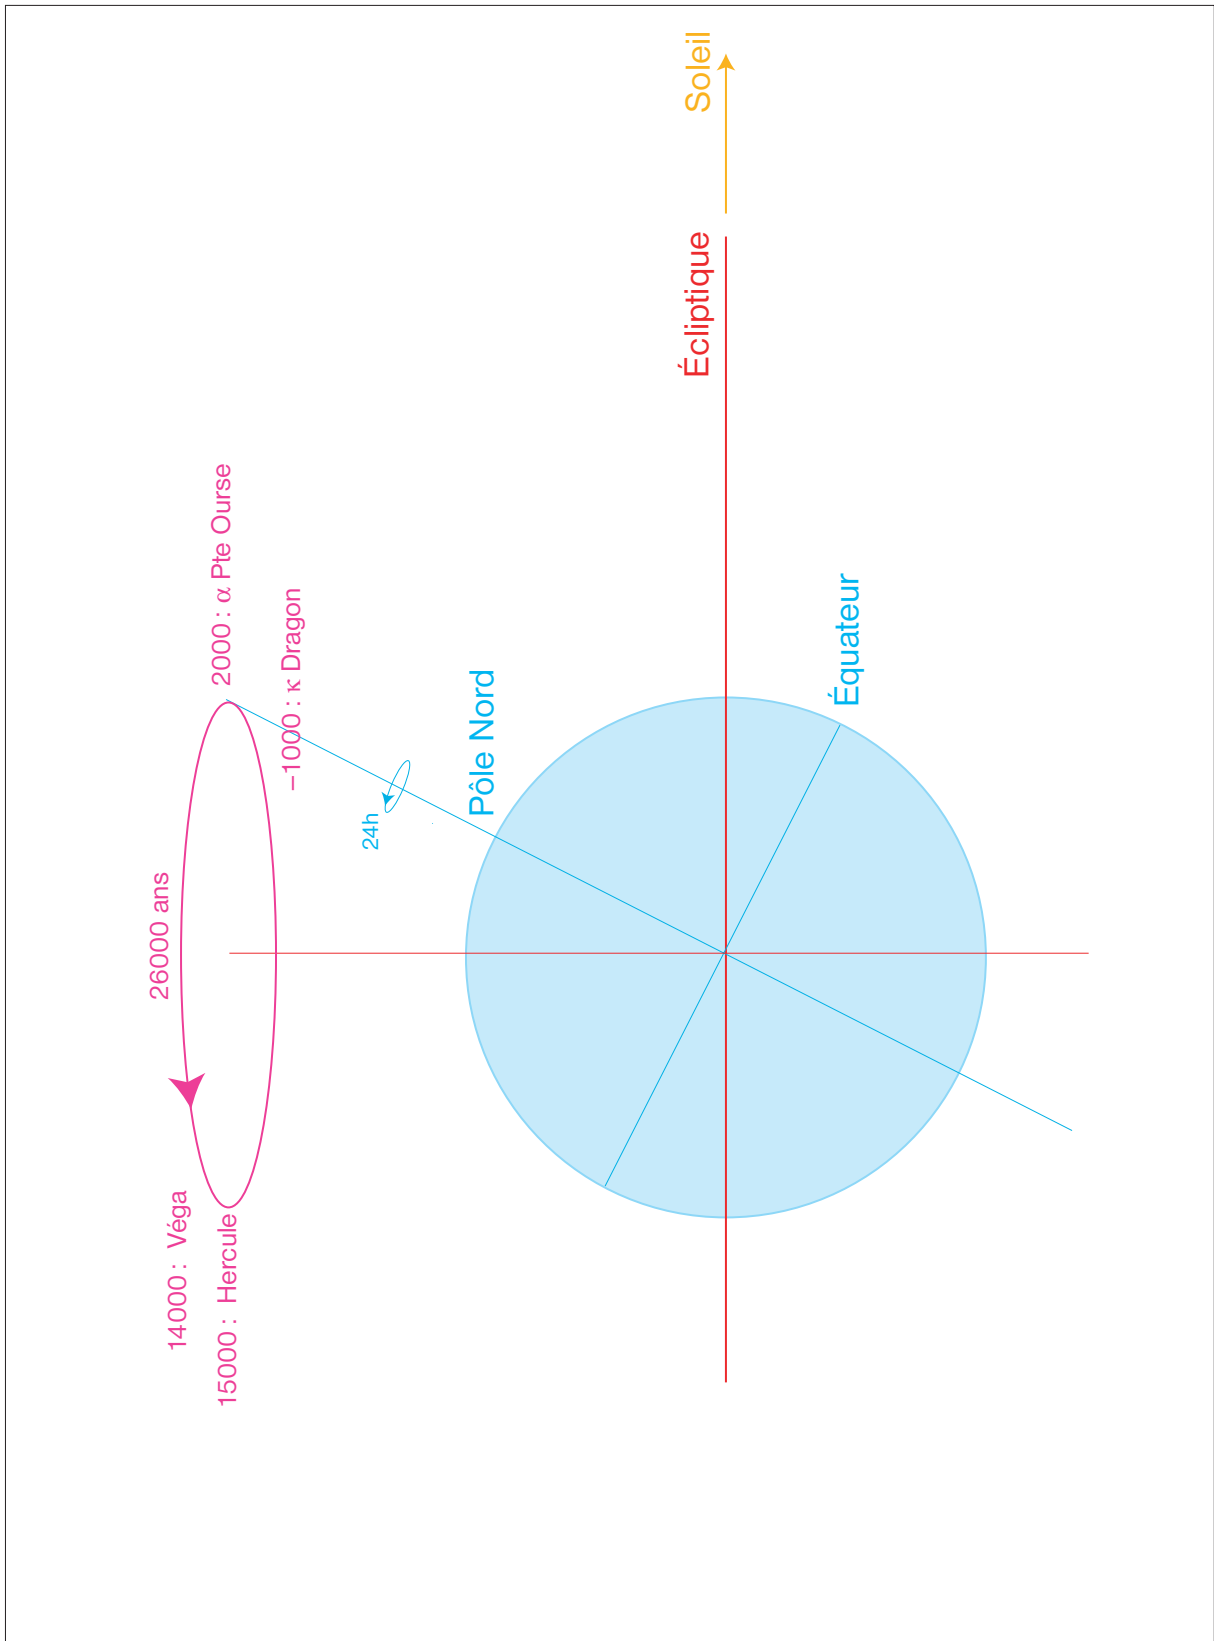 26000 ans
14000 : Véga
15000 : Hercule
2000 : α Pte Ourse
−1000 : κ Dragon
24h
Pôle Nord
Écliptique
Soleil
Équateur